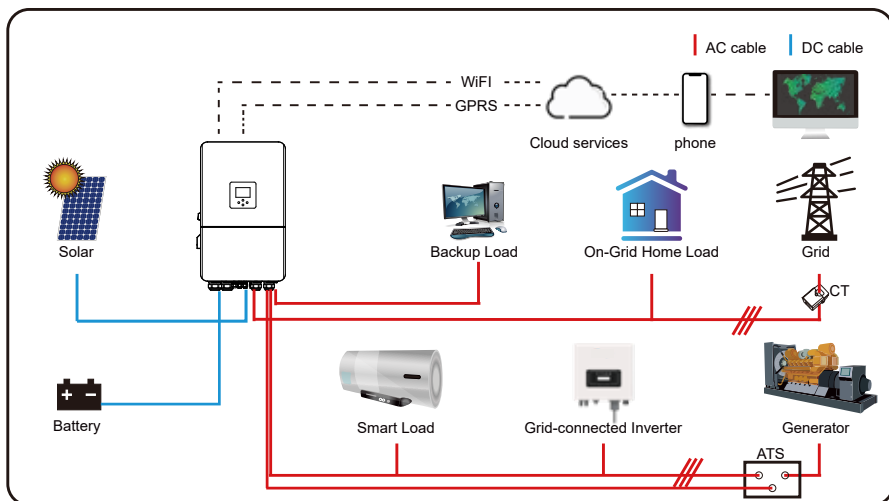 AC cable
DC cable
WiFI
GPRS
Cloud services
phone
Solar
Backup Load
On-Grid Home Load
Grid
CT
Battery
Smart Load
Grid-connected Inverter
Generator
ATS